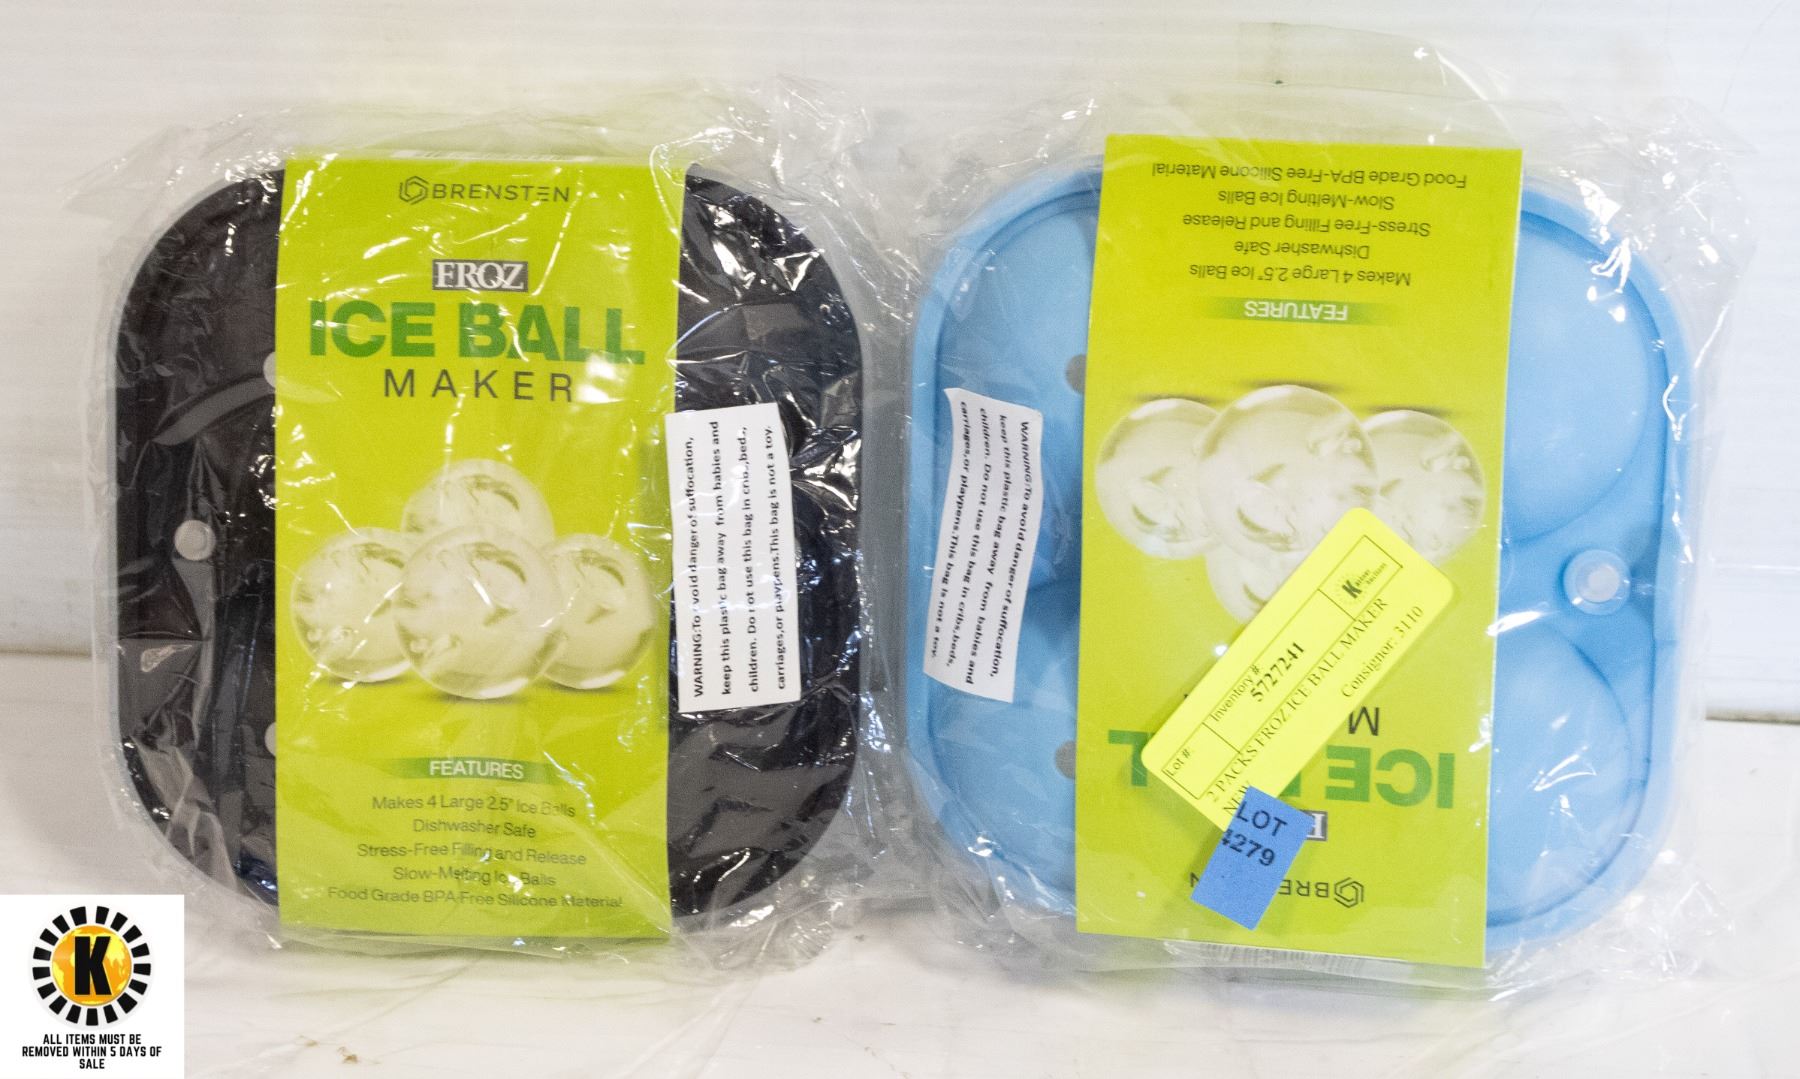 BRENSTEN
FROZ
ICE BALL
MAKER
FEATURES
Makes 4 Large 2.5" Ice Balls
Dishwasher Safe
Stress-Free Filling and Release
Slow-Melting Ice Balls
Food Grade BPA-Free Silicone Material
WARNING:To avoid danger of suffocation,
keep this plastic bag away from babies and
children. Do not use this bag in cribs,beds,
carriages,or playpens.This bag is not a toy.
WARNING:To avoid danger of suffocation,
keep this plastic bag away from babies and
children. Do not use this bag in cribs,beds,
carriages,or playpens.This bag is not a toy.
BRE N
F
ICE L
M
FEATURES
Makes 4 Large 2.5" Ice Balls
Dishwasher Safe
Stress-Free Filling and Release
Slow-Melting Ice Balls
Food Grade BPA-Free Silicone Material
Lot #:
Inventory #
5727241
Kastner Auctions
2 PACKS FROZ ICE BALL MAKER
NEW
Consignor: 3110
LOT
4279
K
ALL ITEMS MUST BE
REMOVED WITHIN 5 DAYS OF
SALE